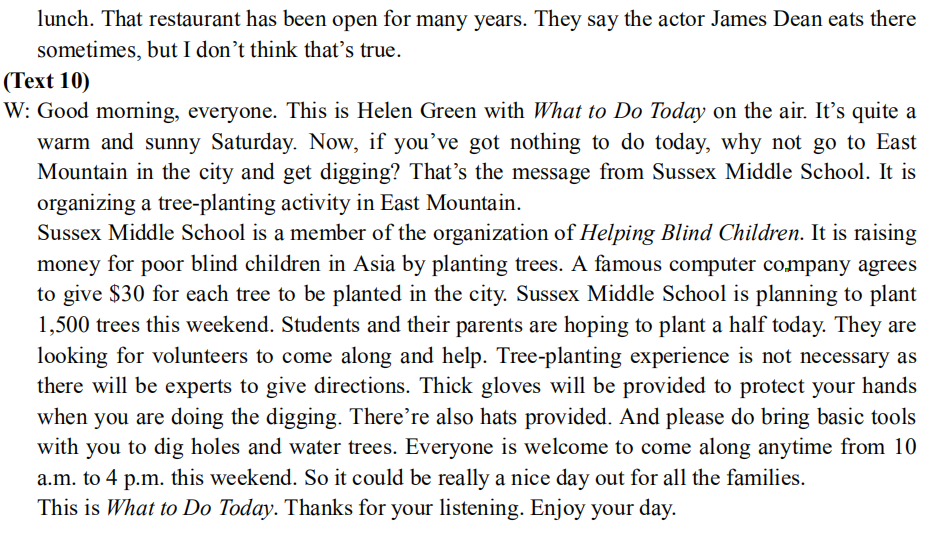 lunch. That restaurant has been open for many years. They say the actor James Dean eats there
sometimes, but I don’t think that’s true.
(Text 10)
W: Good morning, everyone. This is Helen Green with What to Do Today on the air. It’s quite a
warm and sunny Saturday. Now, if you’ve got nothing to do today, why not go to East
Mountain in the city and get digging? That’s the message from Sussex Middle School. It is
organizing a tree-planting activity in East Mountain.
Sussex Middle School is a member of the organization of Helping Blind Children. It is raising
money for poor blind children in Asia by planting trees. A famous computer company agrees
to give $30 for each tree to be planted in the city. Sussex Middle School is planning to plant
1,500 trees this weekend. Students and their parents are hoping to plant a half today. They are
looking for volunteers to come along and help. Tree-planting experience is not necessary as
there will be experts to give directions. Thick gloves will be provided to protect your hands
when you are doing the digging. There’re also hats provided. And please do bring basic tools
with you to dig holes and water trees. Everyone is welcome to come along anytime from 10
a.m. to 4 p.m. this weekend. So it could be really a nice day out for all the families.
This is What to Do Today. Thanks for your listening. Enjoy your day.